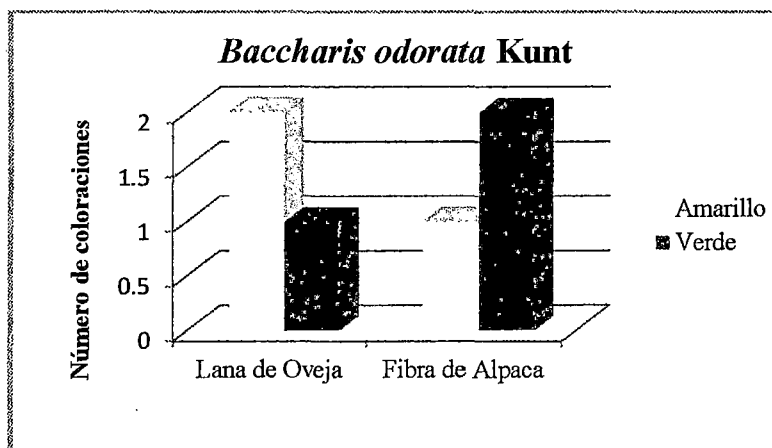 Baccharis odorata Kunt
Número de coloraciones
2
1.5
1
0.5
0
Lana de Oveja
Fibra de Alpaca
Amarillo
Verde